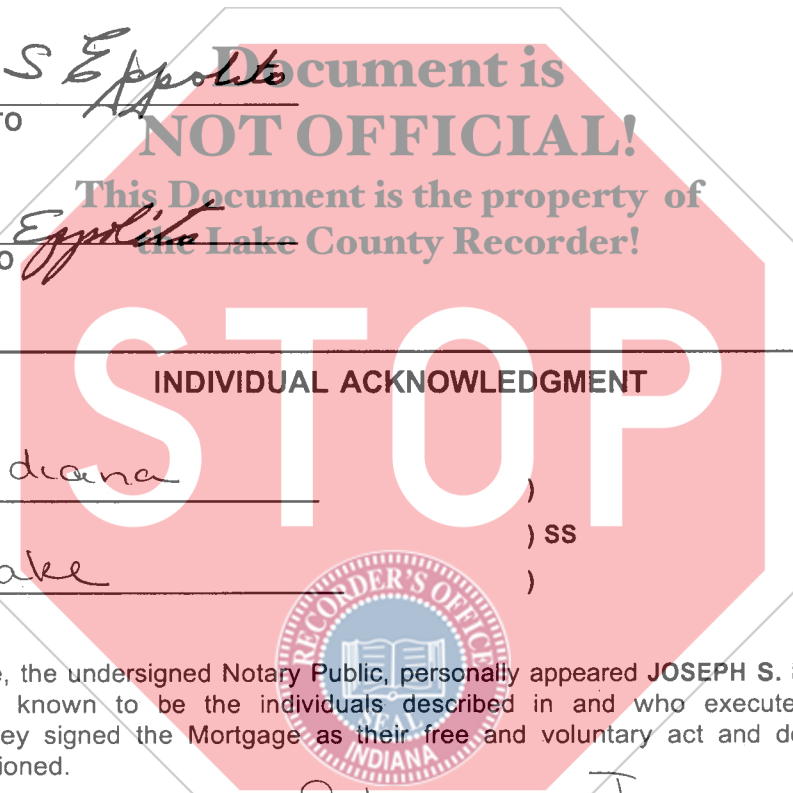 S Eppolito
Document is
TO
NOT OFFICIAL!
This Document is the property of
Eppolito
the Lake County Recorder!
O
STOP
INDIVIDUAL ACKNOWLEDGMENT
diana
)
) SS
ake
)
RECORDER'S OFFICE
e, the undersigned Notary Public, personally appeared JOSEPH S.
known to be the individuals described in and who execute
ey signed the Mortgage as their free and voluntary act and de
SEAL
INDIANA
ioned.